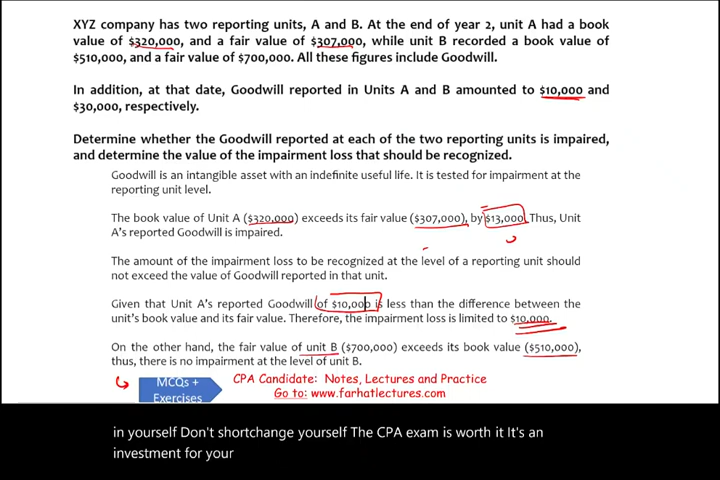 XYZ company has two reporting units, A and B. At the end of year 2, unit A had a book
value of $320,000, and a fair value of $307,000, while unit B recorded a book value of
$510,000, and a fair value of $700,000. All these figures include Goodwill.
In addition, at that date, Goodwill reported in Units A and B amounted to $10,000 and
$30,000, respectively.
Determine whether the Goodwill reported at each of the two reporting units is impaired,
and determine the value of the impairment loss that should be recognized.
Goodwill is an intangible asset with an indefinite useful life. It is tested for impairment at the
reporting unit level.
The book value of Unit A ($320,000) exceeds its fair value ($307,000), by $13,000. Thus, Unit
A's reported Goodwill is impaired.
The amount of the impairment loss to be recognized at the level of a reporting unit should
not exceed the value of Goodwill reported in that unit.
Given that Unit A's reported Goodwill of $10,000 is less than the difference between the
unit's book value and its fair value. Therefore, the impairment loss is limited to $10,000.
On the other hand, the fair value of unit B ($700,000) exceeds its book value ($510,000),
thus, there is no impairment at the level of unit B.
MCQs +
Exercises
CPA Candidate: Notes, Lectures and Practice
Go to: www.farhatlectures.com
in yourself Don't shortchange yourself The CPA exam is worth it It's an
investment for your